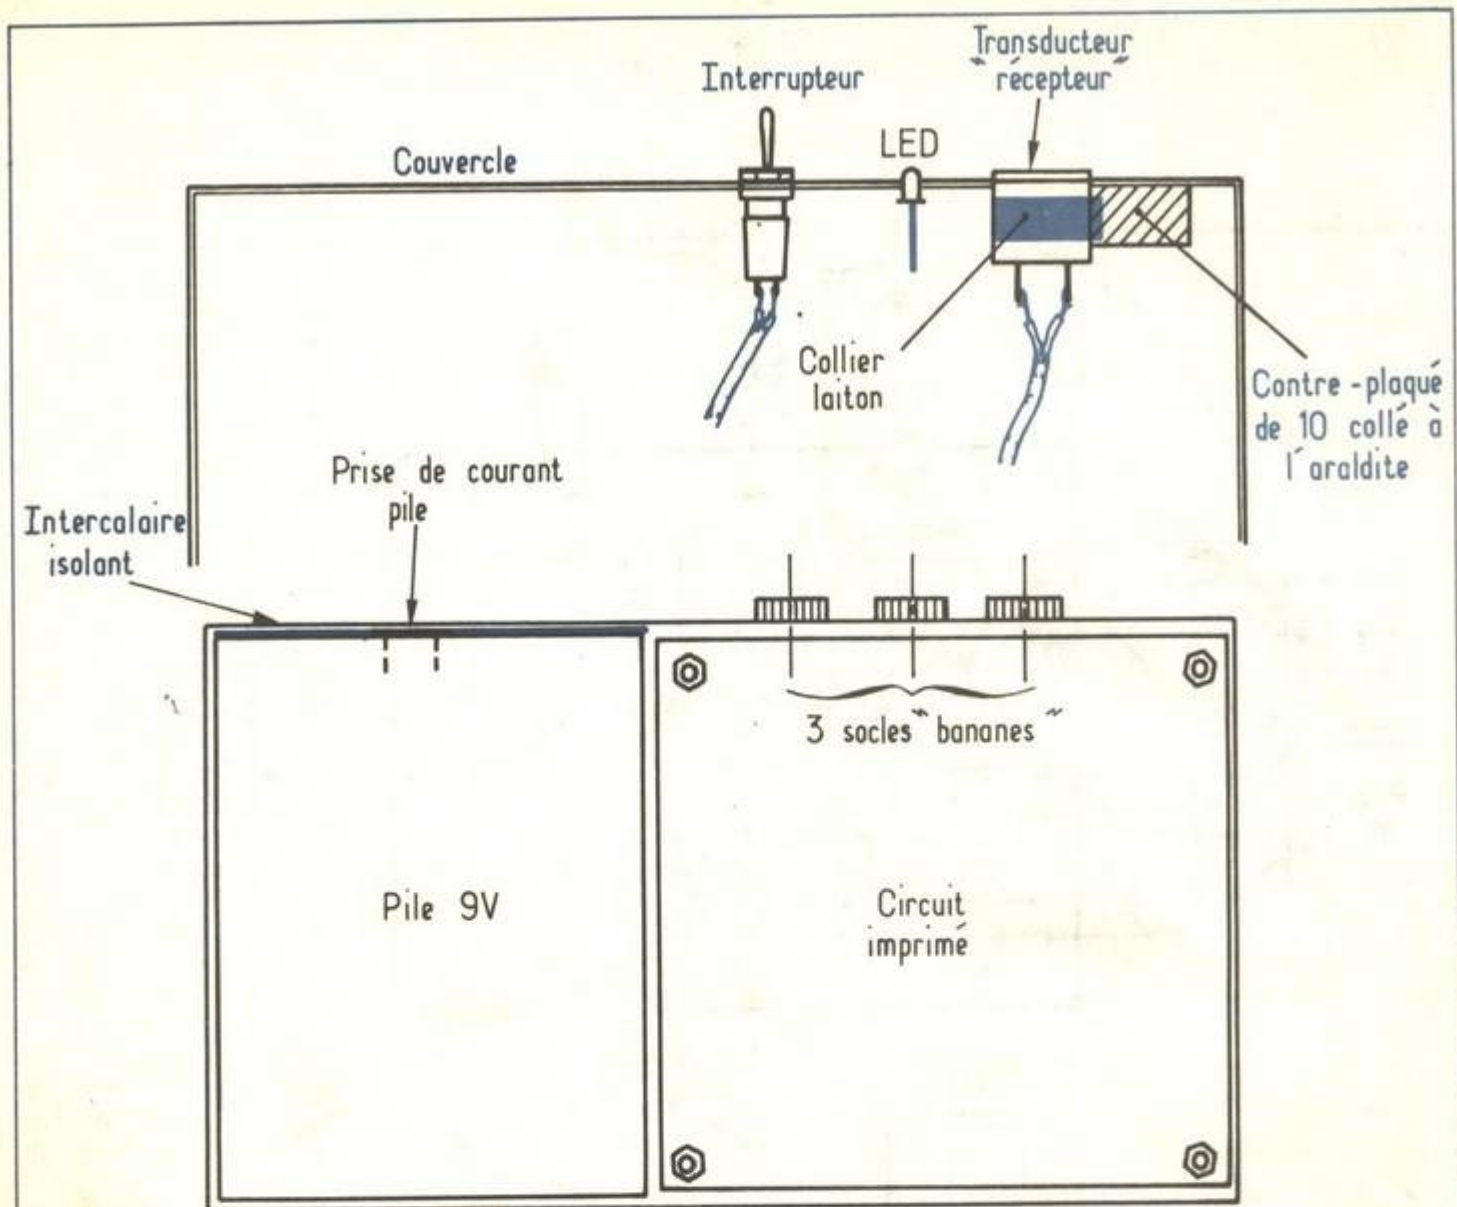 Transducteur
"récepteur"
Interrupteur
LED
Couvercle
Collier
laiton
Contre-plaqué
de 10 collé à
l'araldite
Prise de courant
pile
Intercalaire
isolant
3 socles "bananes"
Pile 9V
Circuit
imprimé